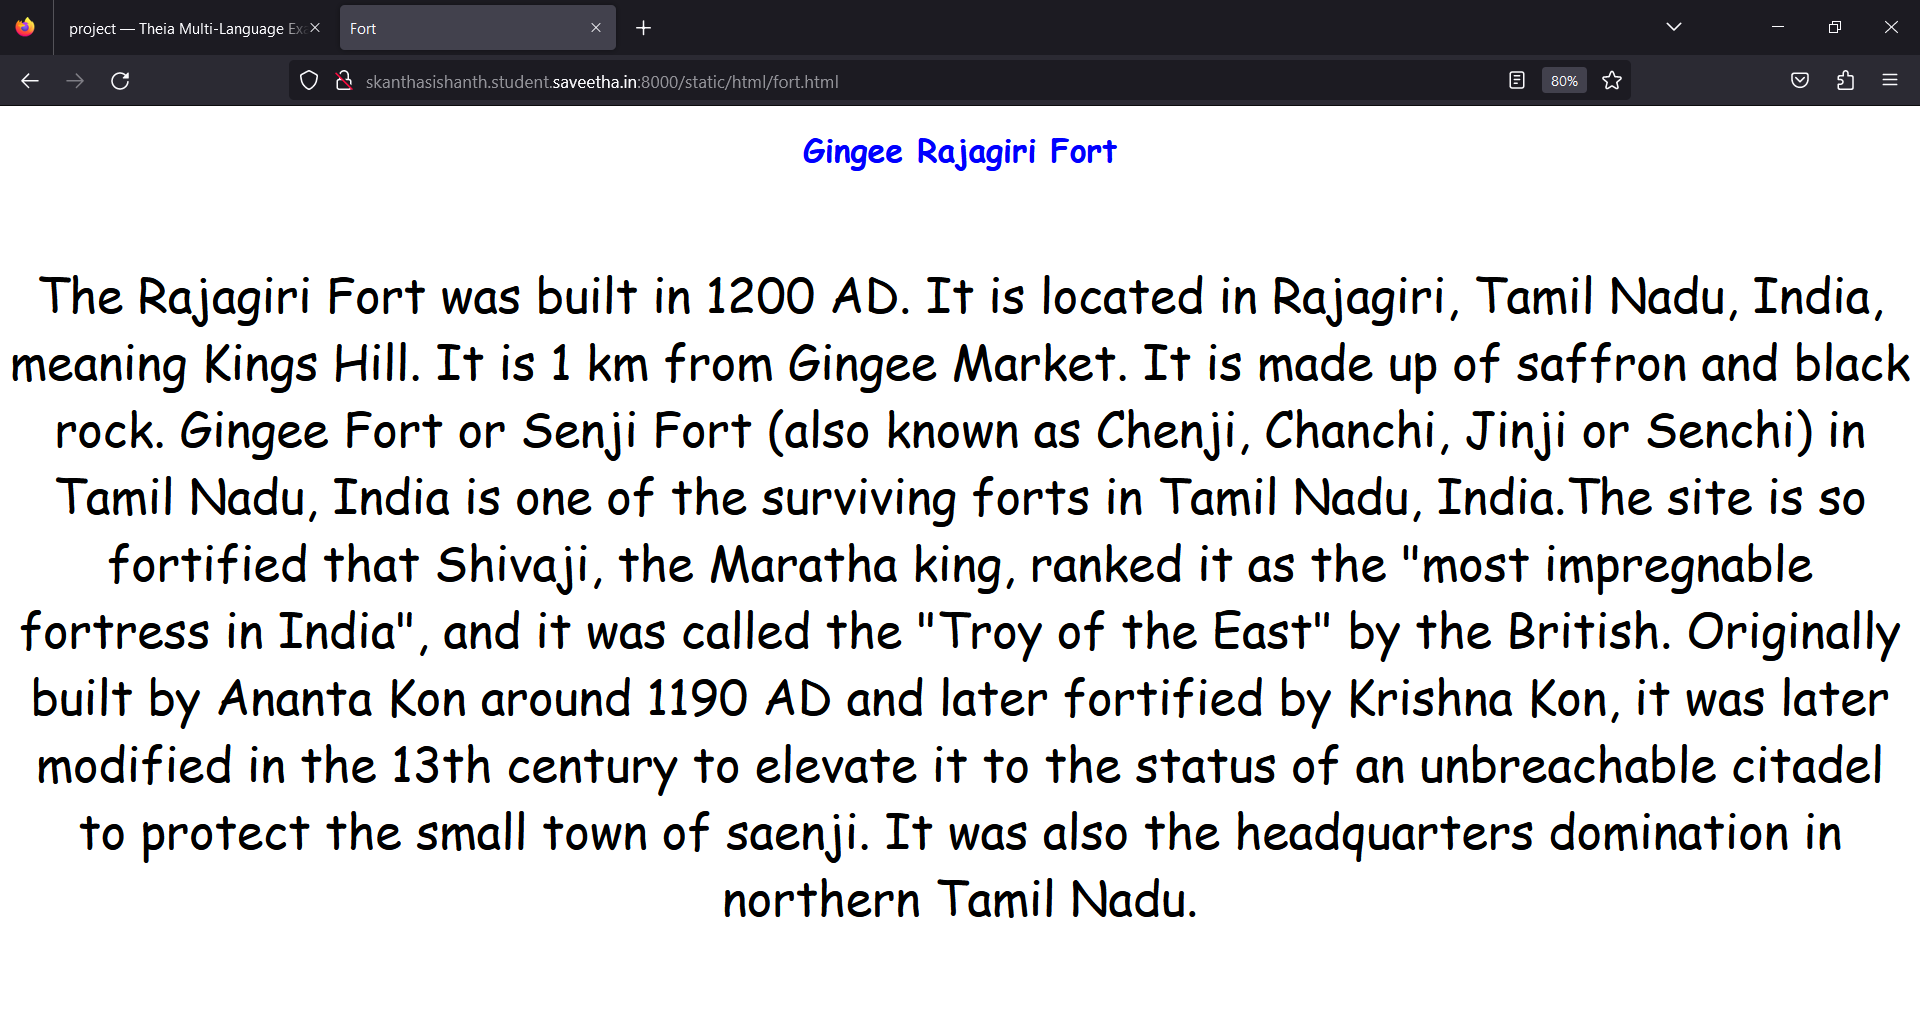 project — Theia Multi-Language Exa
Fort
skanthasishanth.student.saveetha.in:8000/static/html/fort.html
80%
Gingee Rajagiri Fort
The Rajagiri Fort was built in 1200 AD. It is located in Rajagiri, Tamil Nadu, India,
meaning Kings Hill. It is 1 km from Gingee Market. It is made up of saffron and black
rock. Gingee Fort or Senji Fort (also known as Chenji, Chanchi, Jinji or Senchi) in
Tamil Nadu, India is one of the surviving forts in Tamil Nadu, India.The site is so
fortified that Shivaji, the Maratha king, ranked it as the "most impregnable
fortress in India", and it was called the "Troy of the East" by the British. Originally
built by Ananta Kon around 1190 AD and later fortified by Krishna Kon, it was later
modified in the 13th century to elevate it to the status of an unbreachable citadel
to protect the small town of saenji. It was also the headquarters domination in
northern Tamil Nadu.